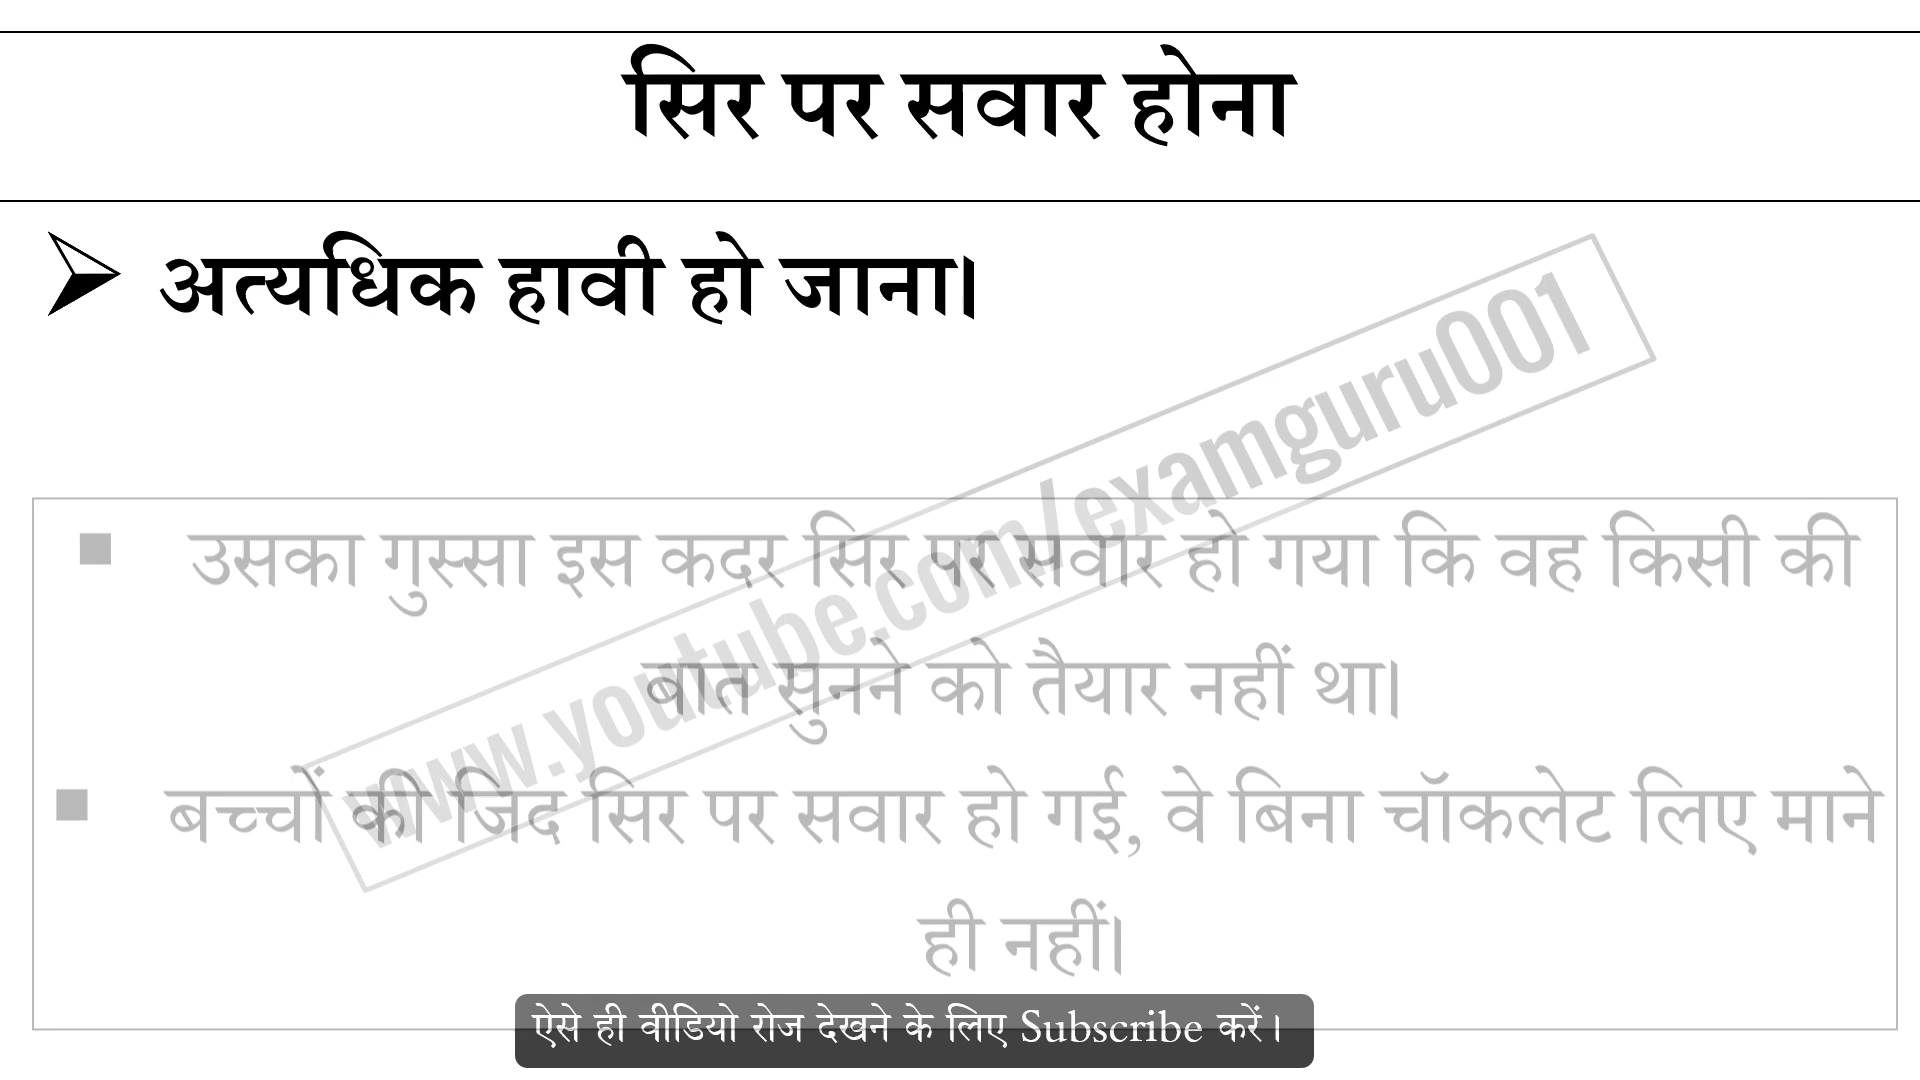 सिर पर सवार होना
अत्यधिक हावी हो जाना।
उसका गुस्सा इस कदर सिर पर सवार हो गया कि वह किसी की
बात सुनने को तैयार नहीं था।
बच्चों की जिद सिर पर सवार हो गई, वे बिना चॉकलेट लिए माने
ही नहीं।
www.youtube.com/examguru001
ऐसे ही वीडियो रोज देखने के लिए Subscribe करें।